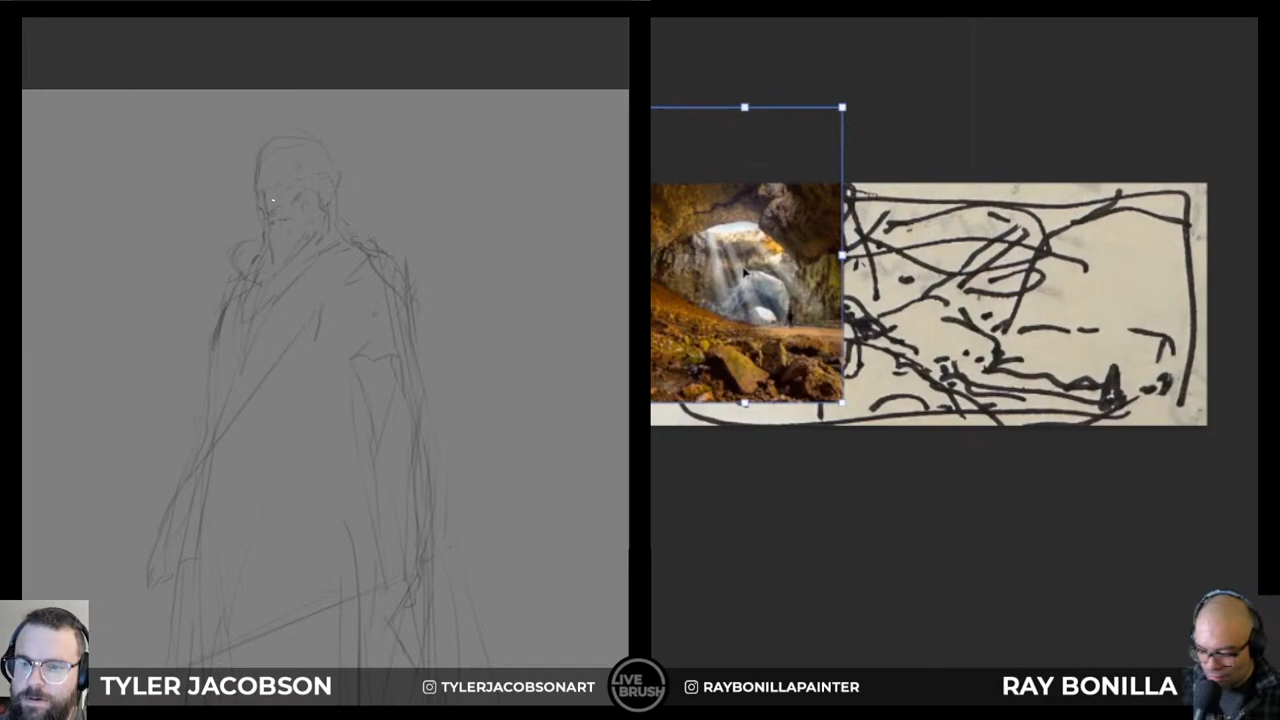 TYLER JACOBSON
TYLERJACOBSONART
LIVE
BRUSH
RAYBONILLAPAINTER
RAY BONILLA